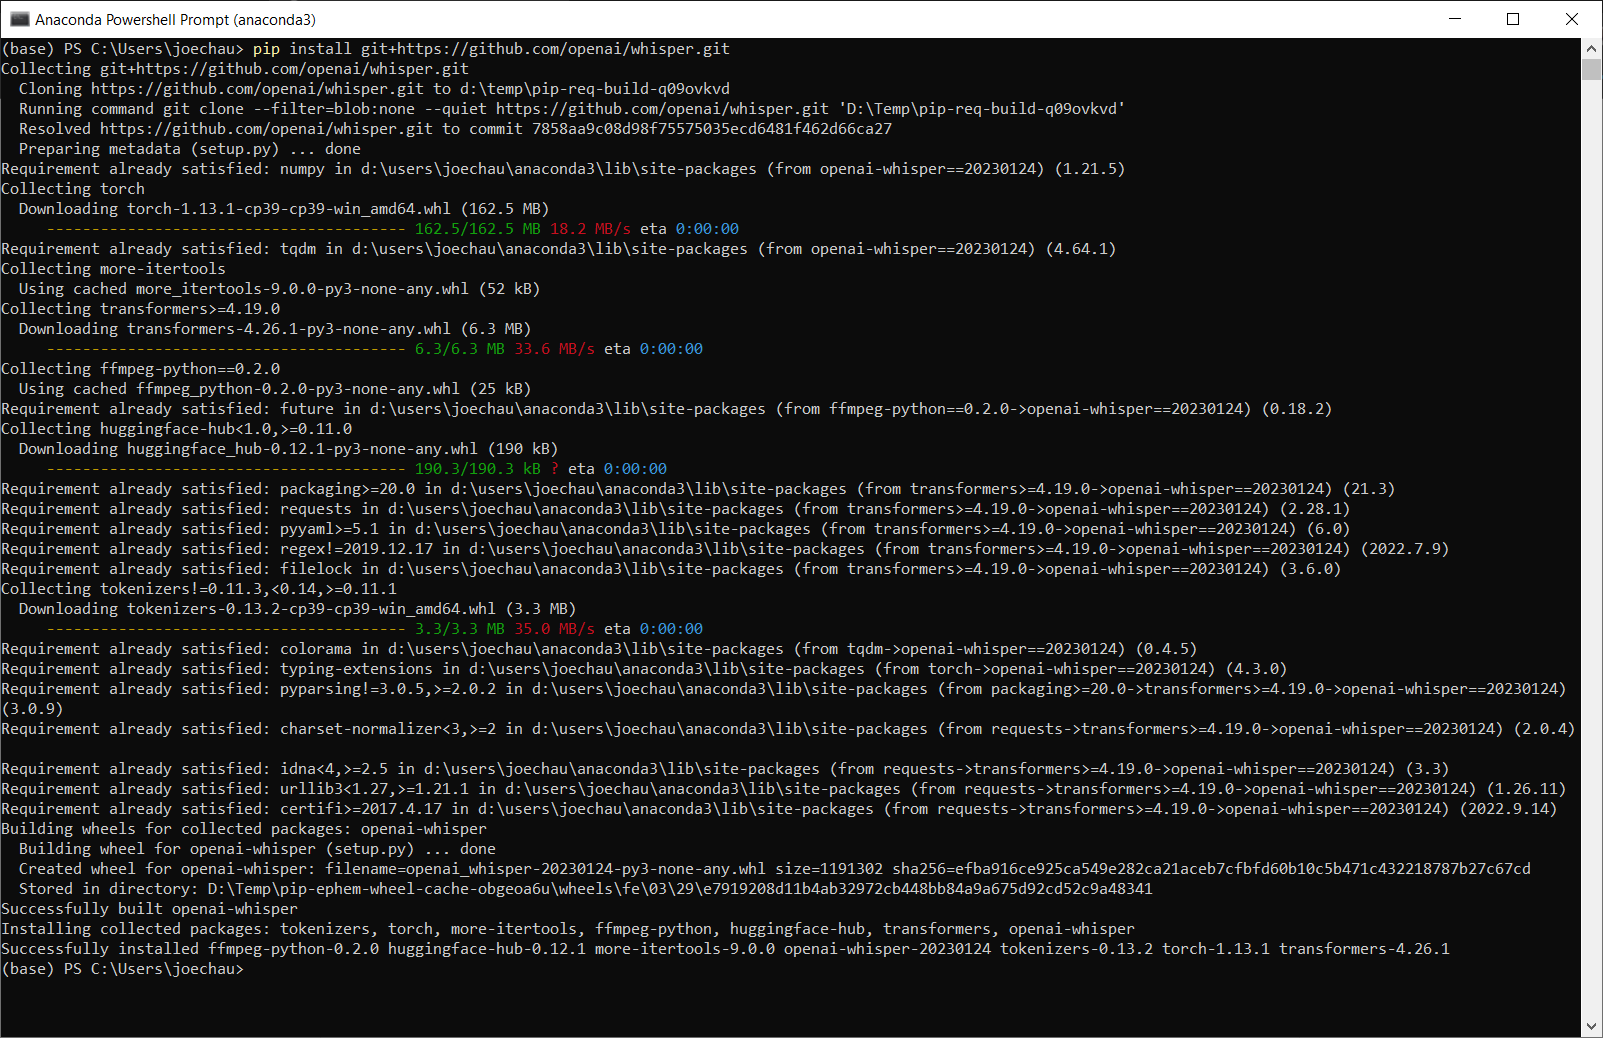 Anaconda Powershell Prompt (anaconda3)
(base) PS C:\Users\joechau> pip install git+https://github.com/openai/whisper.git
Collecting git+https://github.com/openai/whisper.git
  Cloning https://github.com/openai/whisper.git to d:\temp\pip-req-build-q09ovkvd
  Running command git clone --filter=blob:none --quiet https://github.com/openai/whisper.git 'D:\Temp\pip-req-build-q09ovkvd'
  Resolved https://github.com/openai/whisper.git to commit 7858aa9c08d98f75575035ecd6481f462d66ca27
  Preparing metadata (setup.py) ... done
Requirement already satisfied: numpy in d:\users\joechau\anaconda3\lib\site-packages (from openai-whisper==20230124) (1.21.5)
Collecting torch
  Downloading torch-1.13.1-cp39-cp39-win_amd64.whl (162.5 MB)
     ---------------------------------------- 162.5/162.5 MB 18.2 MB/s eta 0:00:00
Requirement already satisfied: tqdm in d:\users\joechau\anaconda3\lib\site-packages (from openai-whisper==20230124) (4.64.1)
Collecting more-itertools
  Using cached more_itertools-9.0.0-py3-none-any.whl (52 kB)
Collecting transformers>=4.19.0
  Downloading transformers-4.26.1-py3-none-any.whl (6.3 MB)
     ---------------------------------------- 6.3/6.3 MB 33.6 MB/s eta 0:00:00
Collecting ffmpeg-python==0.2.0
  Using cached ffmpeg_python-0.2.0-py3-none-any.whl (25 kB)
Requirement already satisfied: future in d:\users\joechau\anaconda3\lib\site-packages (from ffmpeg-python==0.2.0->openai-whisper==20230124) (0.18.2)
Collecting huggingface-hub<1.0,>=0.11.0
  Downloading huggingface_hub-0.12.1-py3-none-any.whl (190 kB)
     ---------------------------------------- 190.3/190.3 kB ? eta 0:00:00
Requirement already satisfied: packaging>=20.0 in d:\users\joechau\anaconda3\lib\site-packages (from transformers>=4.19.0->openai-whisper==20230124) (21.3)
Requirement already satisfied: requests in d:\users\joechau\anaconda3\lib\site-packages (from transformers>=4.19.0->openai-whisper==20230124) (2.28.1)
Requirement already satisfied: pyyaml>=5.1 in d:\users\joechau\anaconda3\lib\site-packages (from transformers>=4.19.0->openai-whisper==20230124) (6.0)
Requirement already satisfied: regex!=2019.12.17 in d:\users\joechau\anaconda3\lib\site-packages (from transformers>=4.19.0->openai-whisper==20230124) (2022.7.9)
Requirement already satisfied: filelock in d:\users\joechau\anaconda3\lib\site-packages (from transformers>=4.19.0->openai-whisper==20230124) (3.6.0)
Collecting tokenizers!=0.11.3,<0.14,>=0.11.1
  Downloading tokenizers-0.13.2-cp39-cp39-win_amd64.whl (3.3 MB)
     ---------------------------------------- 3.3/3.3 MB 35.0 MB/s eta 0:00:00
Requirement already satisfied: colorama in d:\users\joechau\anaconda3\lib\site-packages (from tqdm->openai-whisper==20230124) (0.4.5)
Requirement already satisfied: typing-extensions in d:\users\joechau\anaconda3\lib\site-packages (from torch->openai-whisper==20230124) (4.3.0)
Requirement already satisfied: pyparsing!=3.0.5,>=2.0.2 in d:\users\joechau\anaconda3\lib\site-packages (from packaging>=20.0->transformers>=4.19.0->openai-whisper==20230124)
(3.0.9)
Requirement already satisfied: charset-normalizer<3,>=2 in d:\users\joechau\anaconda3\lib\site-packages (from requests->transformers>=4.19.0->openai-whisper==20230124) (2.0.4)
Requirement already satisfied: idna<4,>=2.5 in d:\users\joechau\anaconda3\lib\site-packages (from requests->transformers>=4.19.0->openai-whisper==20230124) (3.3)
Requirement already satisfied: urllib3<1.27,>=1.21.1 in d:\users\joechau\anaconda3\lib\site-packages (from requests->transformers>=4.19.0->openai-whisper==20230124) (1.26.11)
Requirement already satisfied: certifi>=2017.4.17 in d:\users\joechau\anaconda3\lib\site-packages (from requests->transformers>=4.19.0->openai-whisper==20230124) (2022.9.14)
Building wheels for collected packages: openai-whisper
  Building wheel for openai-whisper (setup.py) ... done
  Created wheel for openai-whisper: filename=openai_whisper-20230124-py3-none-any.whl size=1191302 sha256=efba916ce925ca549e282ca21aceb7cfbfd60b10c5b471c432218787b27c67cd
  Stored in directory: D:\Temp\pip-ephem-wheel-cache-obgeoa6u\wheels\fe\03\29\e7919208d11b4ab32972cb448bb84a9a675d92cd52c9a48341
Successfully built openai-whisper
Installing collected packages: tokenizers, torch, more-itertools, ffmpeg-python, huggingface-hub, transformers, openai-whisper
Successfully installed ffmpeg-python-0.2.0 huggingface-hub-0.12.1 more-itertools-9.0.0 openai-whisper-20230124 tokenizers-0.13.2 torch-1.13.1 transformers-4.26.1
(base) PS C:\Users\joechau>